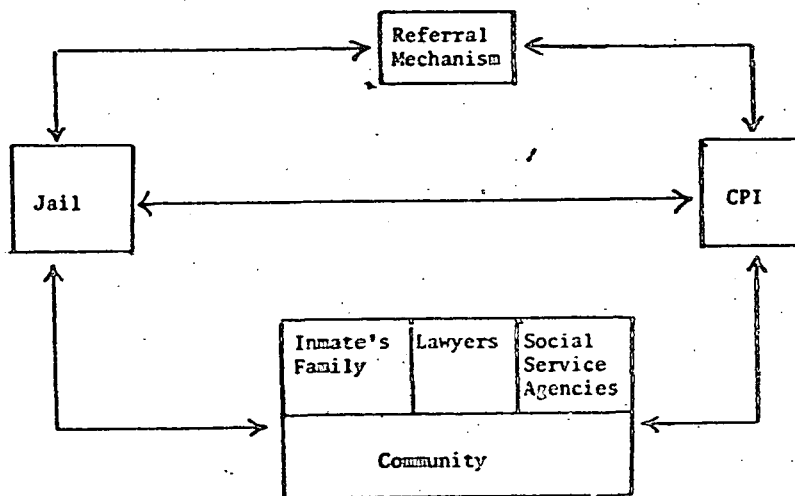 Referral
Mechanism
Jail
CPI
Inmate's
Family
Lawyers
Social
Service
Agencies
Community